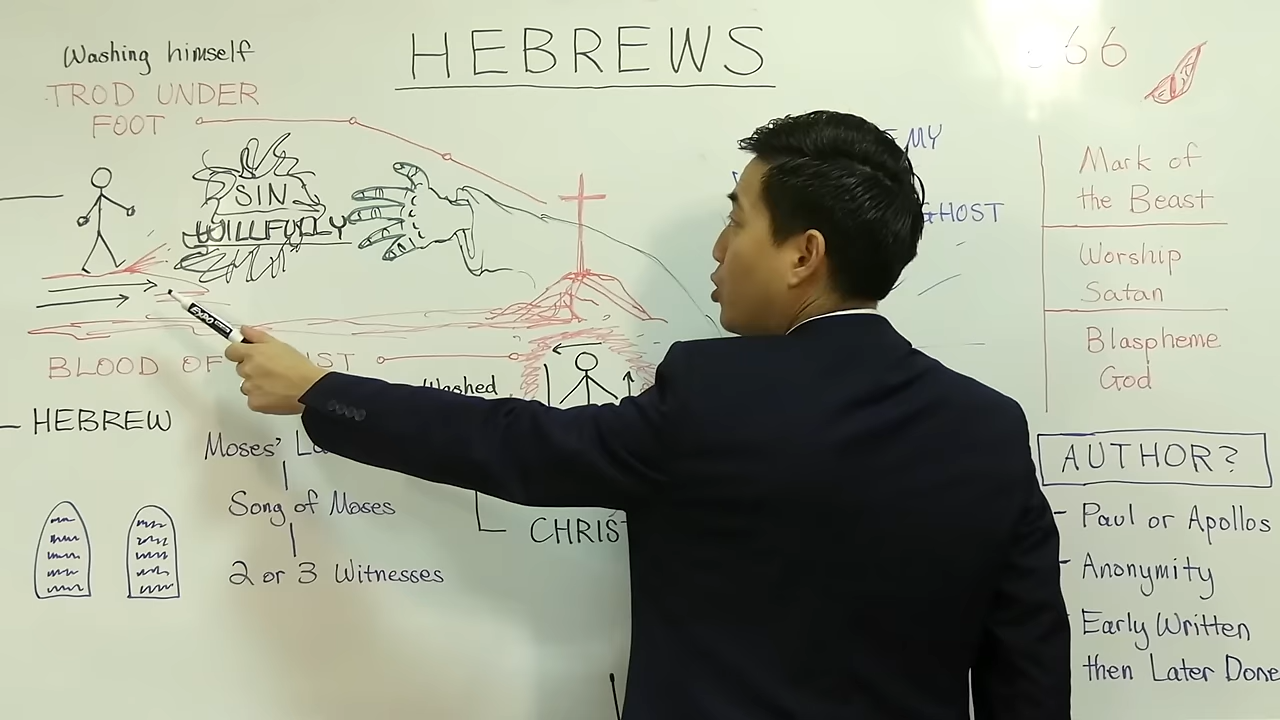 HEBREWS
Washing himself
TROD UNDER
FOOT
SIN
WILLFULLY
BLOOD OF
Washed
HEBREW
Moses'
Song of Moses
2 or 3 Witnesses
MY
GHOST
66
Mark of
the Beast
Worship
Satan
Blaspheme
God
AUTHOR?
- Paul or Apollos
- Anonymity
Early Written
then Later Done
EXPO